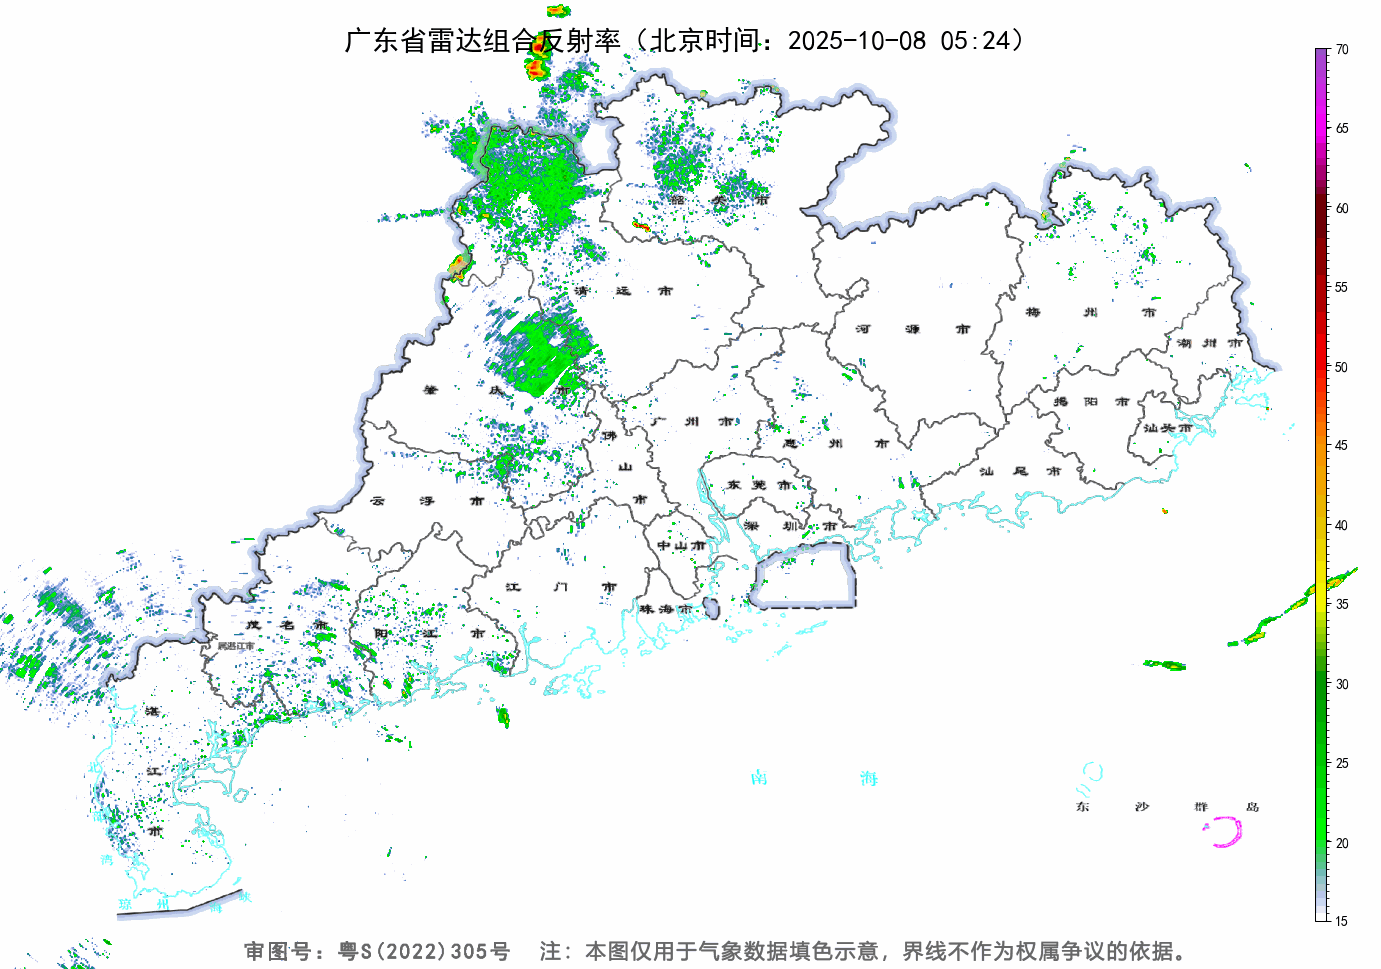 广东省雷达组合反射率（北京时间：2025-10-08 05:24）
70
65
60
55
50
45
40
35
30
25
20
15
韶关市
清远市
河源市
梅州市
潮州市
肇庆市
广州市
惠州市
揭阳市
汕头市
佛山市
云浮市
东莞市
汕尾市
深圳市
中山市
江门市
珠海市
茂名市
阳江市
属湛江市
湛江市
北部湾
琼州海峡
南海
东沙群岛
审图号：粤S(2022)305号 注：本图仅用于气象数据填色示意，界线不作为权属争议的依据。